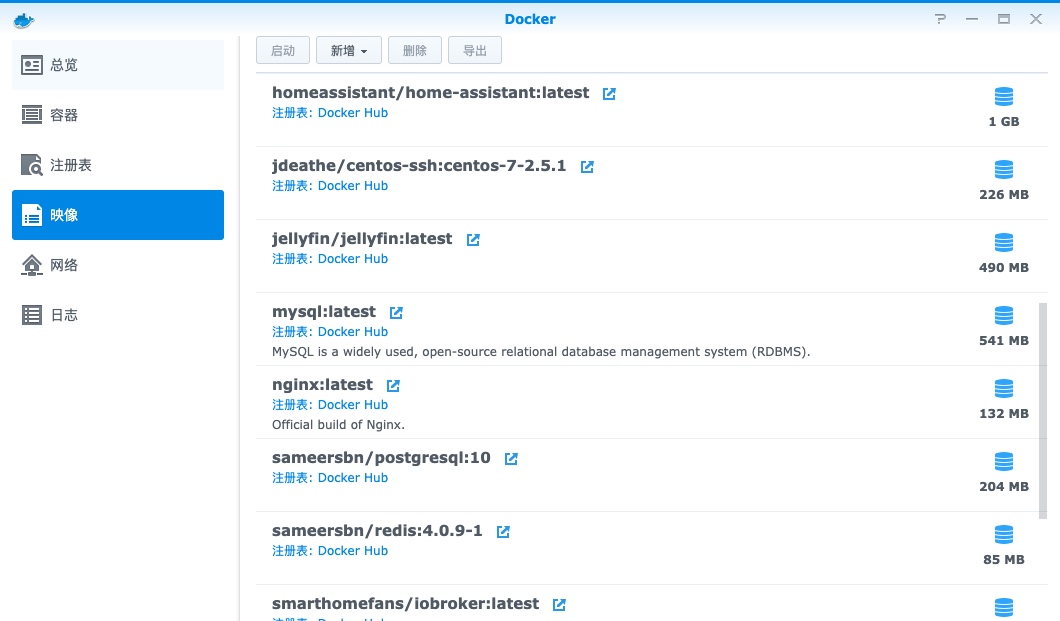 Docker
总览
容器
注册表
映像
网络
日志
启动 新增 删除 导出
homeassistant/home-assistant:latest
注册表: Docker Hub
1 GB
jdeathe/centos-ssh:centos-7-2.5.1
注册表: Docker Hub
226 MB
jellyfin/jellyfin:latest
注册表: Docker Hub
490 MB
mysql:latest
注册表: Docker Hub
MySQL is a widely used, open-source relational database management system (RDBMS).
541 MB
nginx:latest
注册表: Docker Hub
Official build of Nginx.
132 MB
sameersbn/postgresql:10
注册表: Docker Hub
204 MB
sameersbn/redis:4.0.9-1
注册表: Docker Hub
85 MB
smarthomefans/iobroker:latest
注册表: Docker Hub